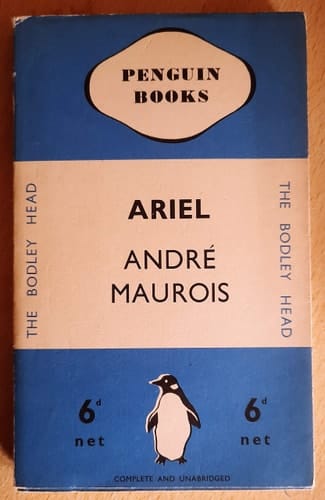 PENGUIN
BOOKS
ARIEL
ANDRÉ
MAUROIS
THE BODLEY HEAD
THE BODLEY HEAD
6d
net
6d
net
COMPLETE AND UNABRIDGED